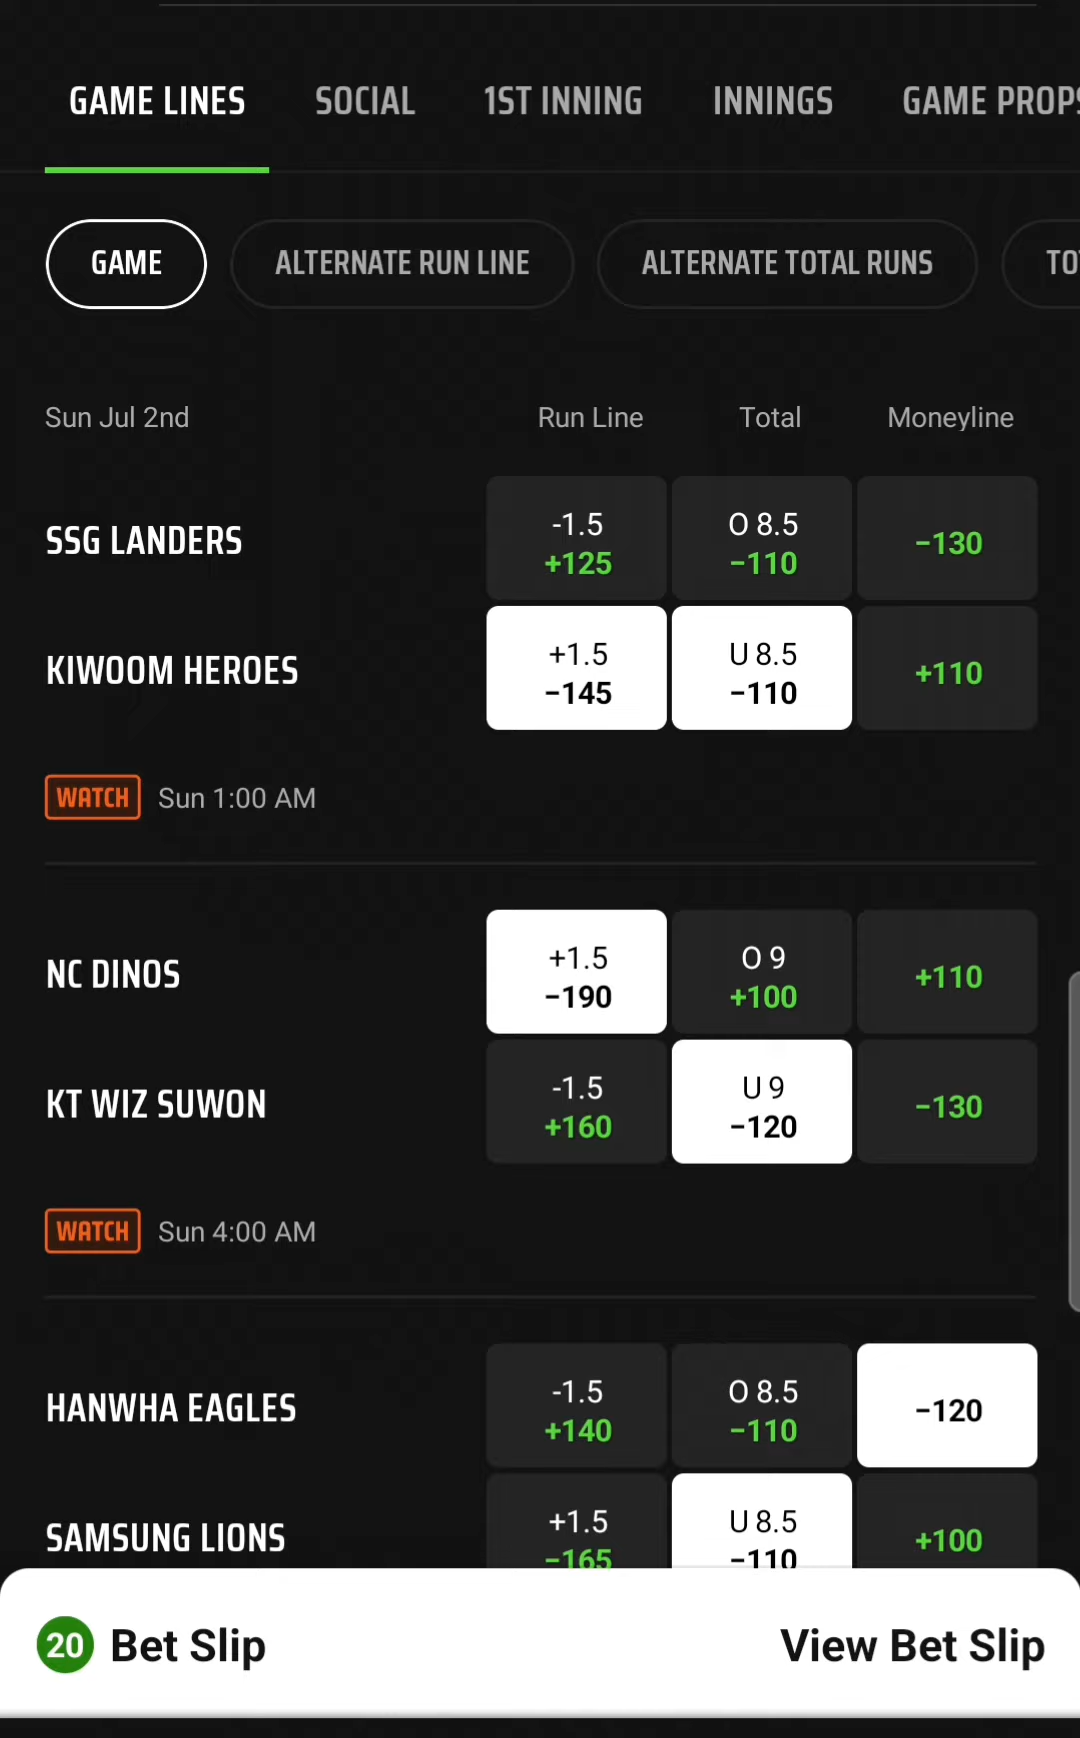 GAME LINES SOCIAL 1ST INNING INNINGS GAME PROPS
GAME ALTERNATE RUN LINE ALTERNATE TOTAL RUNS TO
Sun Jul 2nd Run Line Total Moneyline
SSG LANDERS -1.5 +125 O 8.5 −110 −130
KIWOOM HEROES +1.5 −145 U 8.5 −110 +110
WATCH Sun 1:00 AM
NC DINOS +1.5 −190 O 9 +100 +110
KT WIZ SUWON -1.5 +160 U 9 −120 −130
WATCH Sun 4:00 AM
HANWHA EAGLES -1.5 +140 O 8.5 −110 −120
SAMSUNG LIONS +1.5 −165 U 8.5 −110 +100
20 Bet Slip View Bet Slip